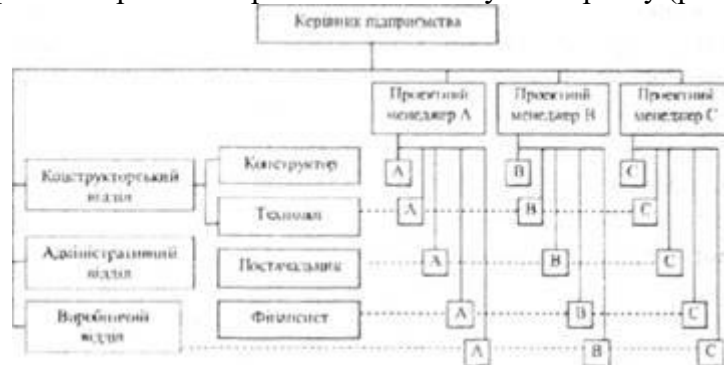 Керівник підприємства
Проектний менеджер А
Проектний менеджер В
Проектний менеджер С
Конструкторський відділ
Конструктор
А В С
Технолог
А В С
Адміністративний відділ
Постачальник
А В С
Виробничий відділ
Фінансист
А В С
А В С